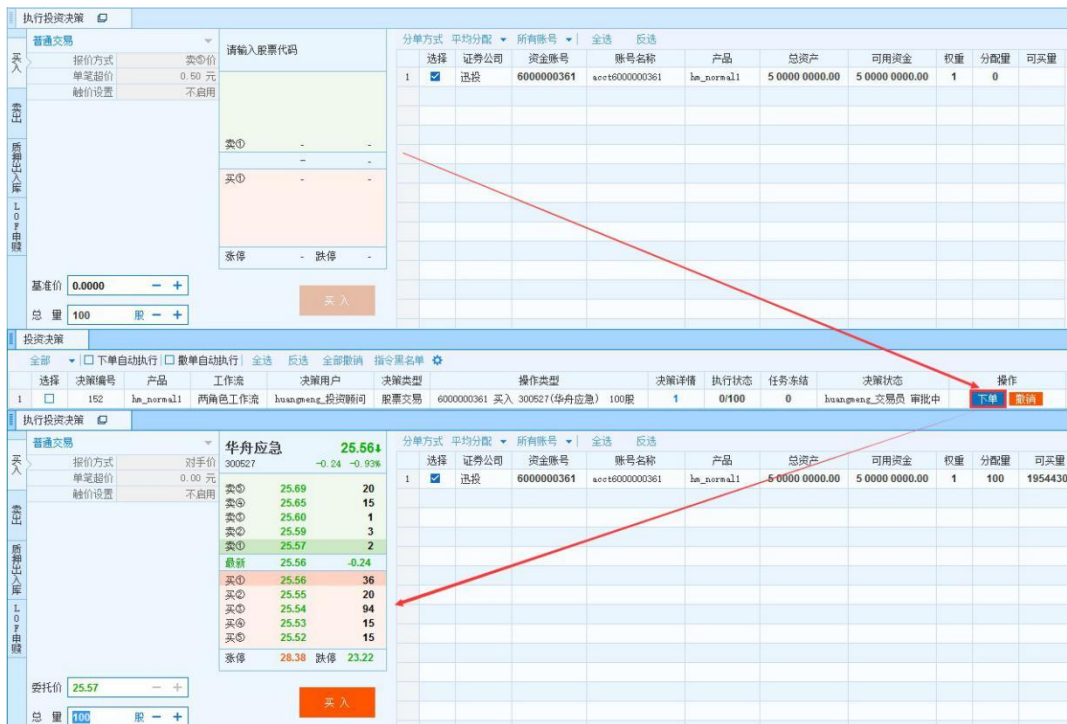 执行投资决策
买入
卖出
质押出入库
LOF申赎
普通交易
报价方式 卖⑤价
单笔超价 0.50 元
触价设置 不启用
请输入股票代码
卖① - -
- -
买① - -
涨停 - 跌停 -
基准价 0.0000 - +
总 量 100 股 - +
买入
分单方式 平均分配 所有账号 全选 反选
选择 证券公司 资金账号 账号名称 产品 总资产 可用资金 权重 分配量 可买量
1 迅投 6000000361 acct6000000361 hm_normal1 5 0000 0000.00 5 0000 0000.00 1 0
投资决策
全部 下单自动执行 撤单自动执行 全选 反选 全部撤销 指令黑名单
选择 决策编号 产品 工作流 决策用户 决策类型 操作类型 决策详情 执行状态 任务冻结 决策状态 操作
1 152 hm_normal1 两角色工作流 huangmeng_投资顾问 股票交易 6000000361 买入 300527(华舟应急) 100股 1 0/100 0 huangmeng_交易员 审批中 下单 撤销
执行投资决策
买入
卖出
质押出入库
LOF申赎
普通交易
报价方式 对手价
单笔超价 0.00 元
触价设置 不启用
华舟应急 25.56↓
300527 -0.24 -0.93%
卖⑤ 25.69 20
卖④ 25.65 15
卖③ 25.60 1
卖② 25.59 3
卖① 25.57 2
最新 25.56 -0.24
买① 25.56 36
买② 25.55 20
买③ 25.54 94
买④ 25.53 15
买⑤ 25.52 15
涨停 28.38 跌停 23.22
委托价 25.57 - +
总 量 100 股 - +
买入
分单方式 平均分配 所有账号 全选 反选
选择 证券公司 资金账号 账号名称 产品 总资产 可用资金 权重 分配量 可买量
1 迅投 6000000361 acct6000000361 hm_normal1 5 0000 0000.00 5 0000 0000.00 1 100 1954430